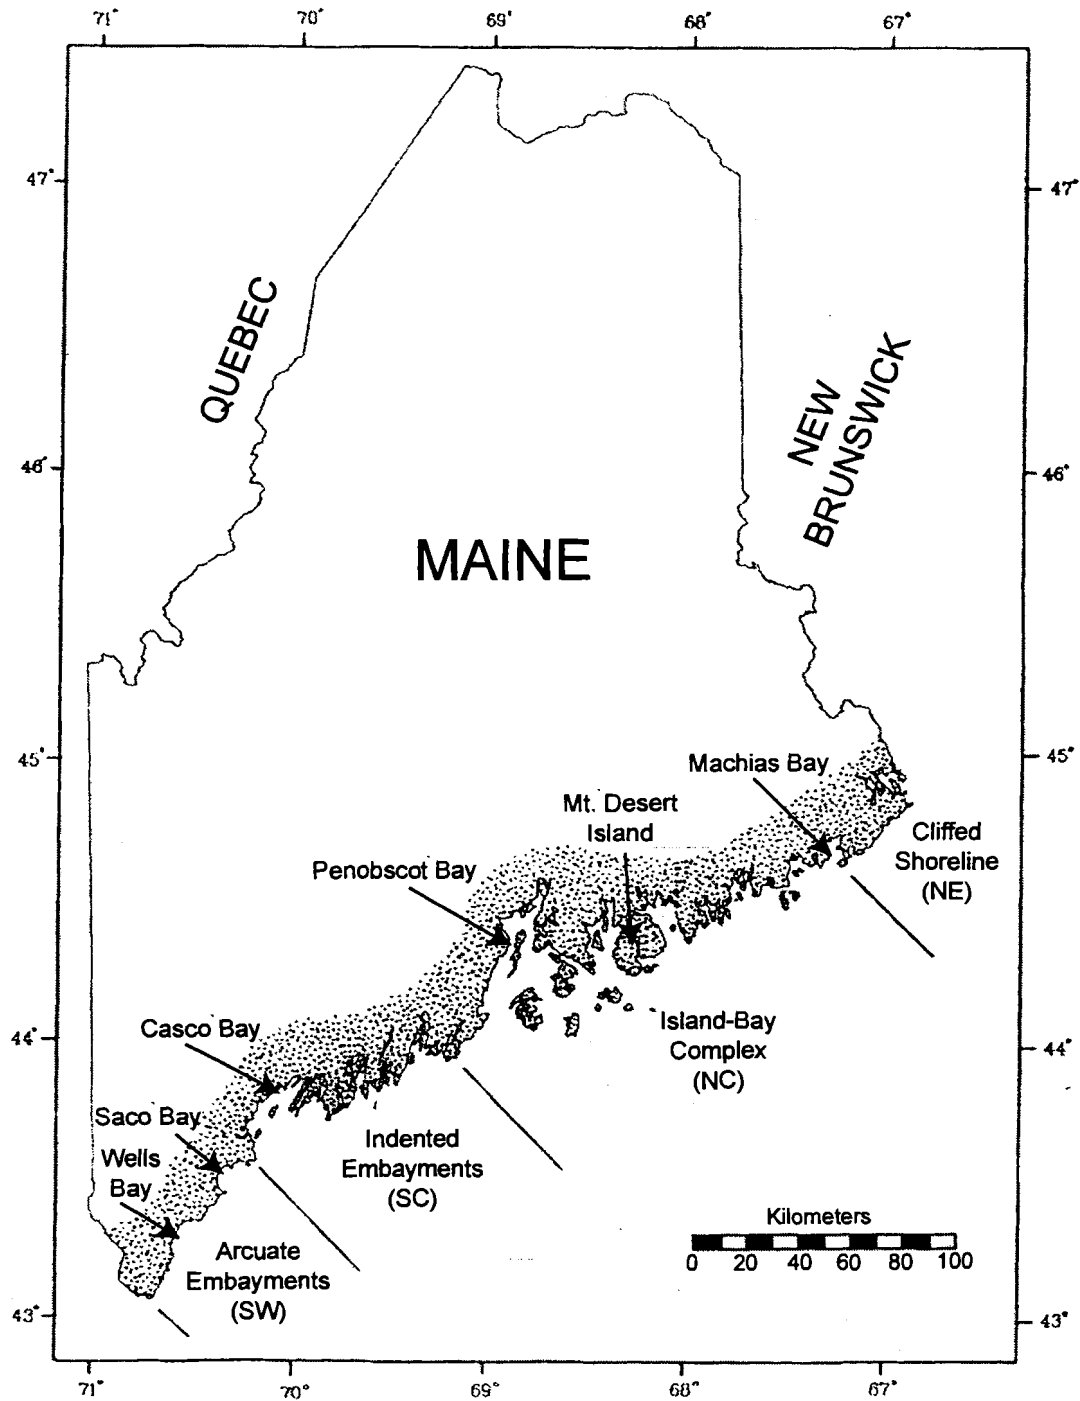 71° 70° 69° 68° 67°
47°
47°
QUEBEC
NEW
BRUNSWICK
46°
46°
MAINE
45°
45°
Machias Bay
Mt. Desert
Island
Cliffed
Shoreline
(NE)
Penobscot Bay
Island-Bay
Complex
(NC)
Casco Bay
44°
44°
Saco Bay
Indented
Embayments
(SC)
Wells
Bay
Kilometers
0 20 40 60 80 100
Arcuate
Embayments
(SW)
43°
43°
71° 70° 69° 68° 67°